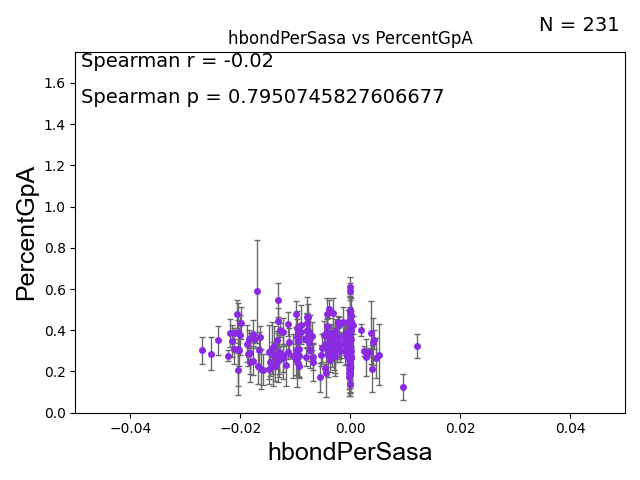 N = 231
hbondPerSasa vs PercentGpA
Spearman r = -0.02
Spearman p = 0.7950745827606677
1.6
1.4
1.2
1.0
0.8
0.6
0.4
0.2
0.0
PercentGpA
−0.04
−0.02
0.00
0.02
0.04
hbondPerSasa